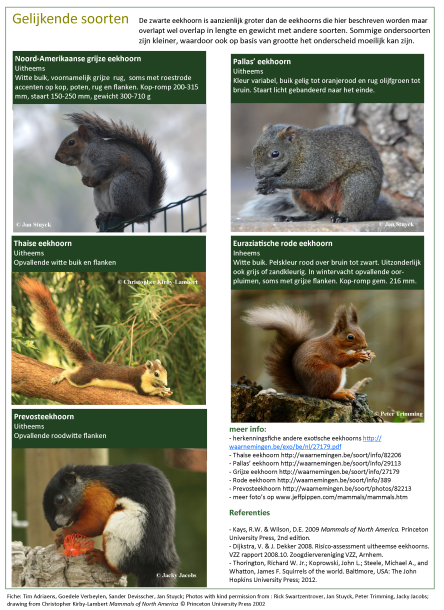 Gelijkende soorten
De zwarte eekhoorn is aanzienlijk groter dan de eekhoorns die hier beschreven worden maar
overlapt wel overlap in lengte en gewicht met andere soorten. Sommige ondersoorten
zijn kleiner, waardoor ook op basis van grootte het onderscheid moeilijk kan zijn.
Noord-Amerikaanse grijze eekhoorn
Uitheems
Witte buik, voornamelijk grijze rug, soms met roestrode
accenten op kop, poten, rug en flanken. Kop-romp 200-315
mm, staart 150-250 mm, gewicht 300-710 g
© Jan Stuyck
Thaise eekhoorn
Uitheems
Opvallende witte buik en flanken
© Christopher Kirby-Lambert
Prevosteekhoorn
Uitheems
Opvallende roodwitte flanken
© Jacky Jacobs
Pallas’ eekhoorn
Uitheems
Kleur variabel, buik gelig tot oranjerood en rug olijfgroen tot
bruin. Staart licht gebandeerd naar het einde.
© Jan Stuyck
Euraziatische rode eekhoorn
Inheems
Witte buik. Pelskleur rood over bruin tot zwart. Uitzonderlijk
ook grijs of zandkleurig. In wintervacht opvallende oor-
pluimen, soms met grijze flanken. Kop-romp gem. 216 mm.
© Peter Trimming
meer info:
- herkenningsfiche andere exotische eekhoorns http://
waarnemingen.be/exo/be/nl/27179.pdf
- Thaise eekhoorn http://waarnemingen.be/soort/info/82206
- Pallas’ eekhoorn http://waarnemingen.be/soort/info/29113
- Grijze eekhoorn http://waarnemingen.be/soort/info/27179
- Rode eekhoorn http://waarnemingen.be/soort/info/389
- Prevosteekhoorn http://waarnemingen.be/soort/photos/82213
- meer foto’s op www.jeffpippen.com/mammals/mammals.htm
Referenties
- Kays, R.W. & Wilson, D.E. 2009 Mammals of North America. Princeton
University Press, 2nd edition.
- Dijkstra, V. & J. Dekker 2008. Risico-assessment uitheemse eekhoorns.
VZZ rapport 2008.10. Zoogdiervereniging VZZ, Arnhem.
- Thorington, Richard W. Jr.; Koprowski, John L.; Steele, Michael A., and
Whatton, James F. Squirrels of the world. Baltimore, USA: The John
Hopkins University Press; 2012.
Fiche: Tim Adriaens, Goedele Verbeylen, Sander Devisscher, Jan Stuyck; Photos with kind permission from : Rick Swartzentrover, Jan Stuyck, Peter Trimming, Jacky Jacobs;
drawing from Christopher Kirby-Lambert Mammals of North America © Princeton University Press 2002